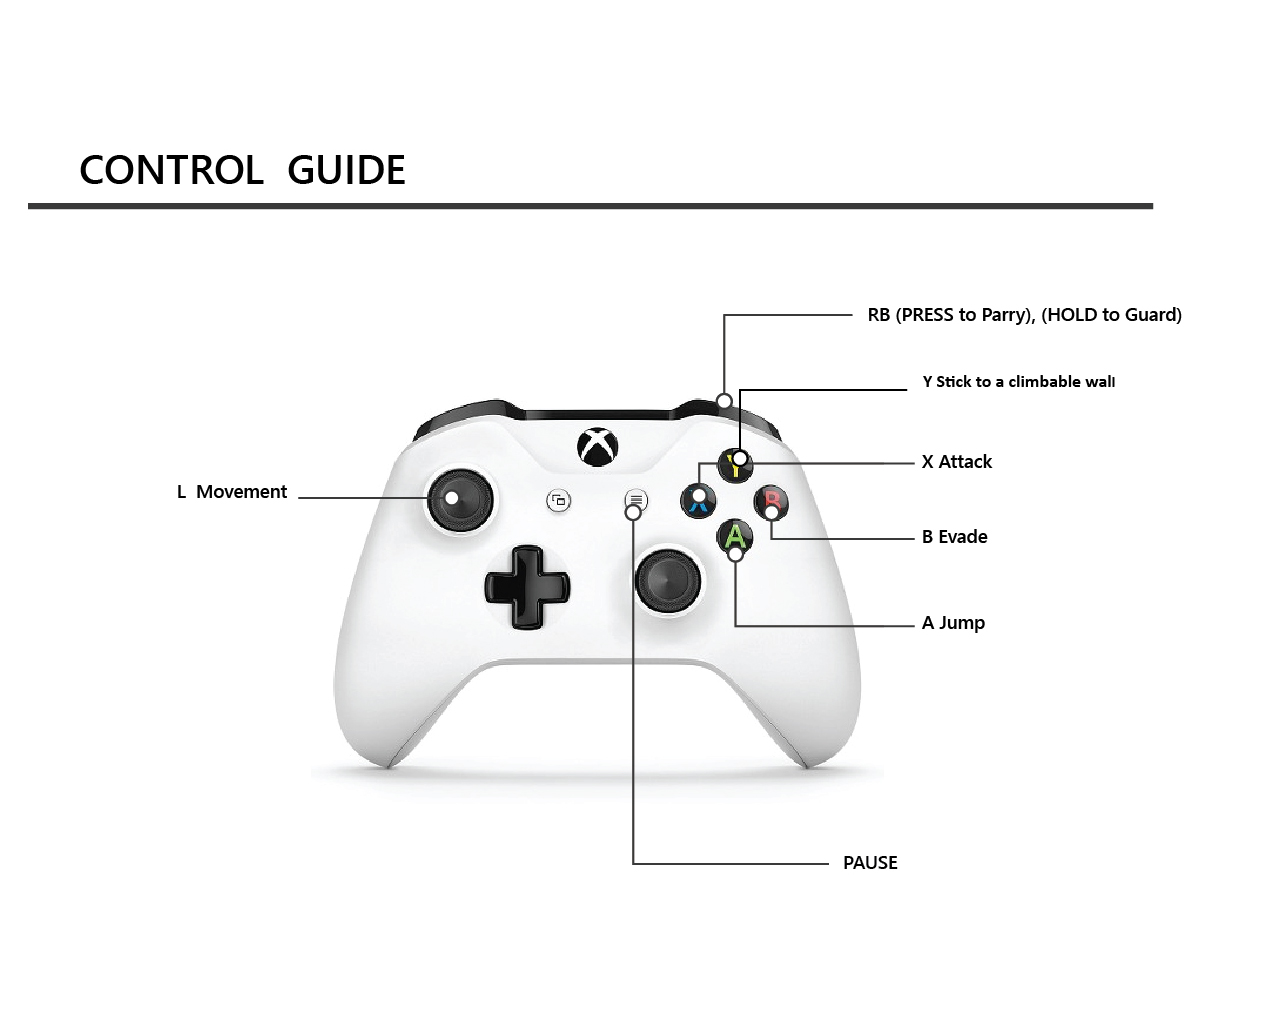 CONTROL GUIDE
RB (PRESS to Parry), (HOLD to Guard)
Y Stick to a climbable wall
Y
X Attack
L Movement
X
B
B Evade
A
A Jump
PAUSE